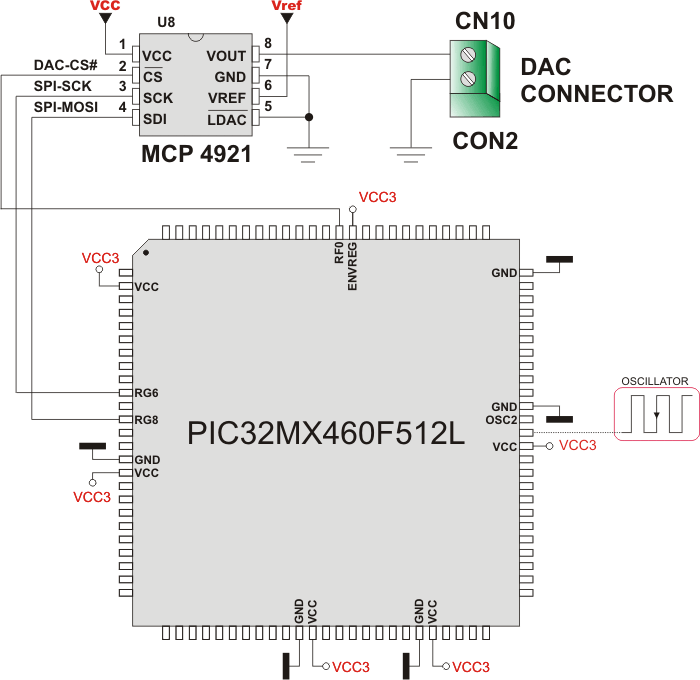 VCC
U8
Vref
CN10
1
VCC
VOUT
8
DAC-CS#
2
CS
GND
7
DAC
CONNECTOR
SPI-SCK
3
SCK
VREF
6
SPI-MOSI
4
SDI
LDAC
5
MCP 4921
CON2
VCC3
RF0
ENVREG
VCC3
VCC
GND
OSCILLATOR
RG6
GND
RG8
OSC2
PIC32MX460F512L
VCC
VCC3
GND
VCC
VCC3
GND
VCC
GND
VCC
VCC3
VCC3